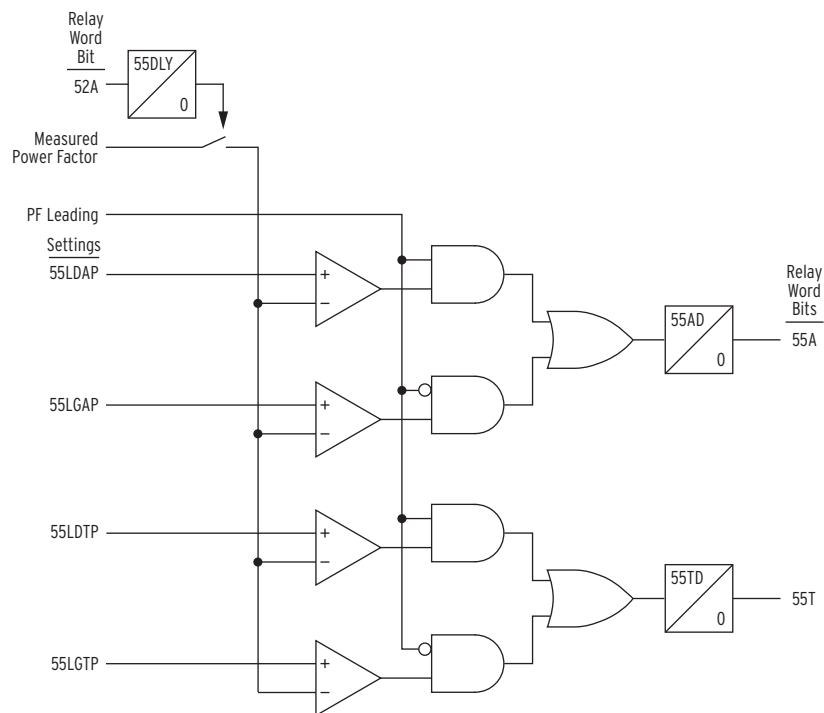 Relay
Word
Bit
52A
55DLY
0
Measured
Power Factor
PF Leading
Settings
55LDAP
+
−
55LGAP
+
−
55AD
0
Relay
Word
Bits
55A
55LDTP
+
−
55LGTP
+
−
55TD
0
55T